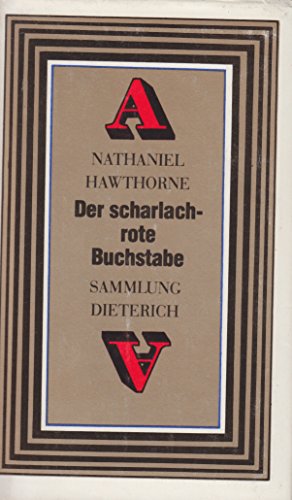 A
NATHANIEL
HAWTHORNE
Der scharlach-
rote
Buchstabe
SAMMLUNG
DIETERICH
A